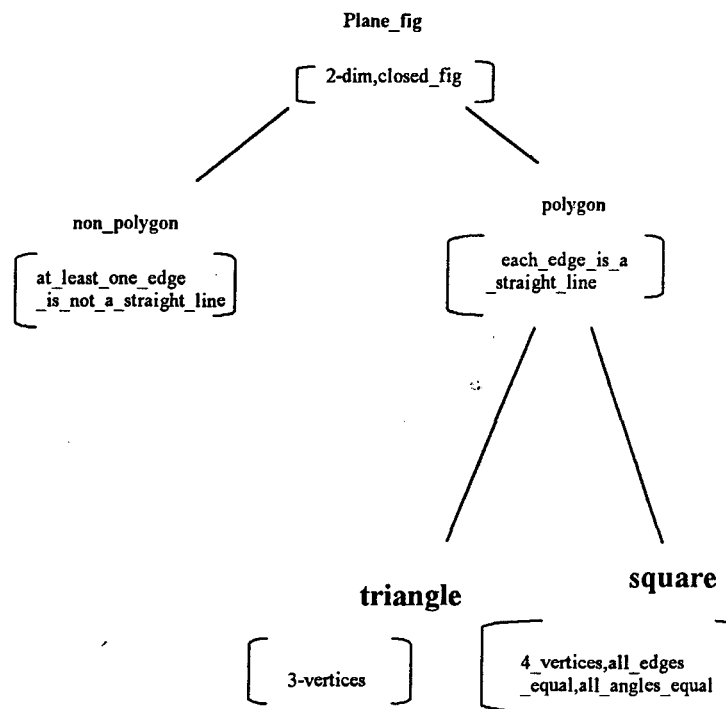 Plane_fig
2-dim,closed_fig
non_polygon
at_least_one_edge
_is_not_a_straight_line
polygon
each_edge_is_a
_straight_line
triangle
3-vertices
square
4_vertices,all_edges
_equal,all_angles_equal